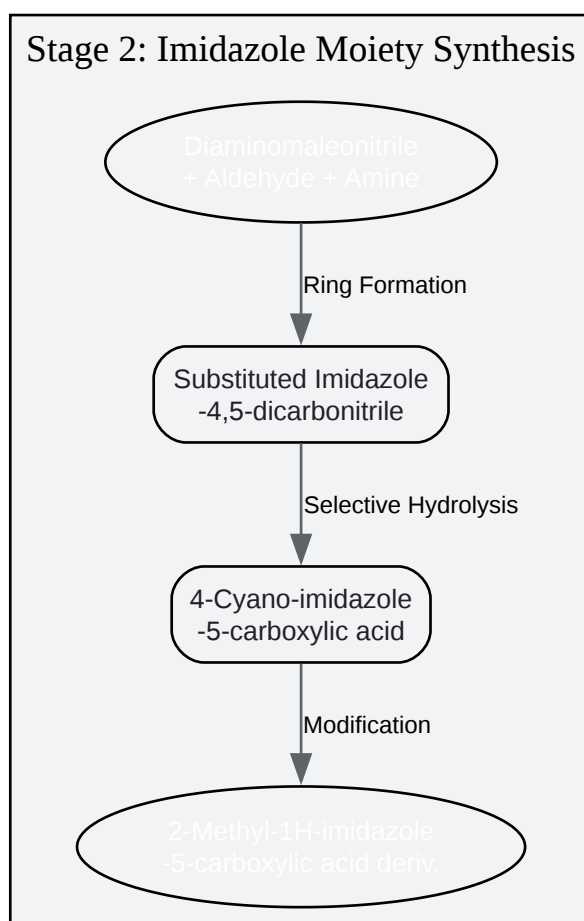 Stage 2: Imidazole Moiety Synthesis
Diaminomaleonitrile
+ Aldehyde + Amine
Ring Formation
Substituted Imidazole
-4,5-dicarbonitrile
Selective Hydrolysis
4-Cyano-imidazole
-5-carboxylic acid
Modification
2-Methyl-1H-imidazole
-5-carboxylic acid deriv.